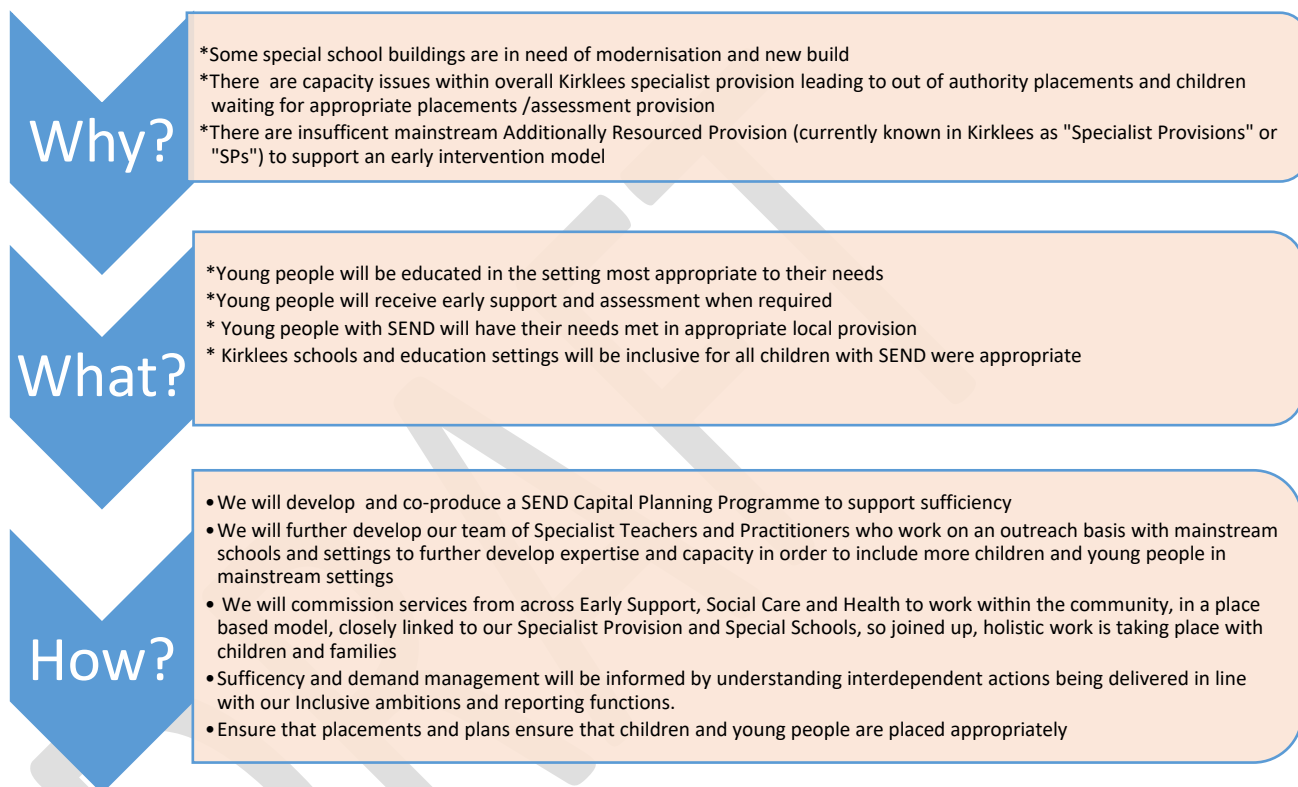 Why?
*Some special school buildings are in need of modernisation and new build
*There are capacity issues within overall Kirklees specialist provision leading to out of authority placements and children
waiting for appropriate placements /assessment provision
*There are insufficent mainstream Additionally Resourced Provision (currently known in Kirklees as "Specialist Provisions" or
"SPs") to support an early intervention model
What?
*Young people will be educated in the setting most appropriate to their needs
*Young people will receive early support and assessment when required
* Young people with SEND will have their needs met in appropriate local provision
* Kirklees schools and education settings will be inclusive for all children with SEND were appropriate
How?
•We will develop and co-produce a SEND Capital Planning Programme to support sufficiency
•We will further develop our team of Specialist Teachers and Practitioners who work on an outreach basis with mainstream
schools and settings to further develop expertise and capacity in order to include more children and young people in
mainstream settings
• We will commission services from across Early Support, Social Care and Health to work within the community, in a place
based model, closely linked to our Specialist Provision and Special Schools, so joined up, holistic work is taking place with
children and families
•Sufficency and demand management will be informed by understanding interdependent actions being delivered in line
with our Inclusive ambitions and reporting functions.
•Ensure that placements and plans ensure that children and young people are placed appropriately
DRAFT